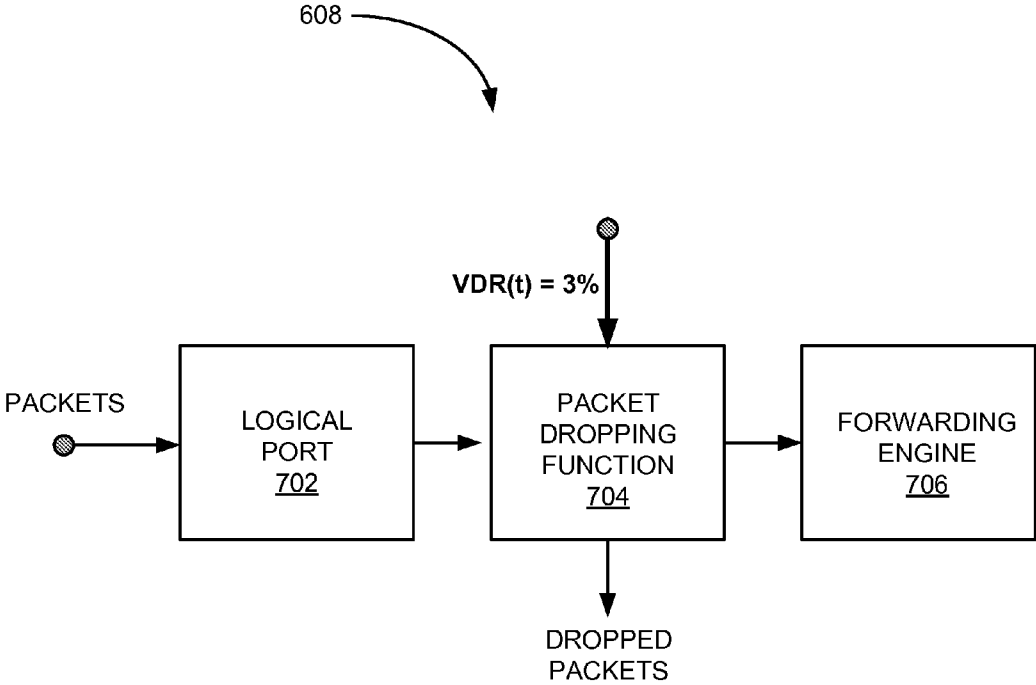 608
VDR(t) = 3%
PACKETS
LOGICAL
PORT
702
PACKET
DROPPING
FUNCTION
704
FORWARDING
ENGINE
706
DROPPED
PACKETS